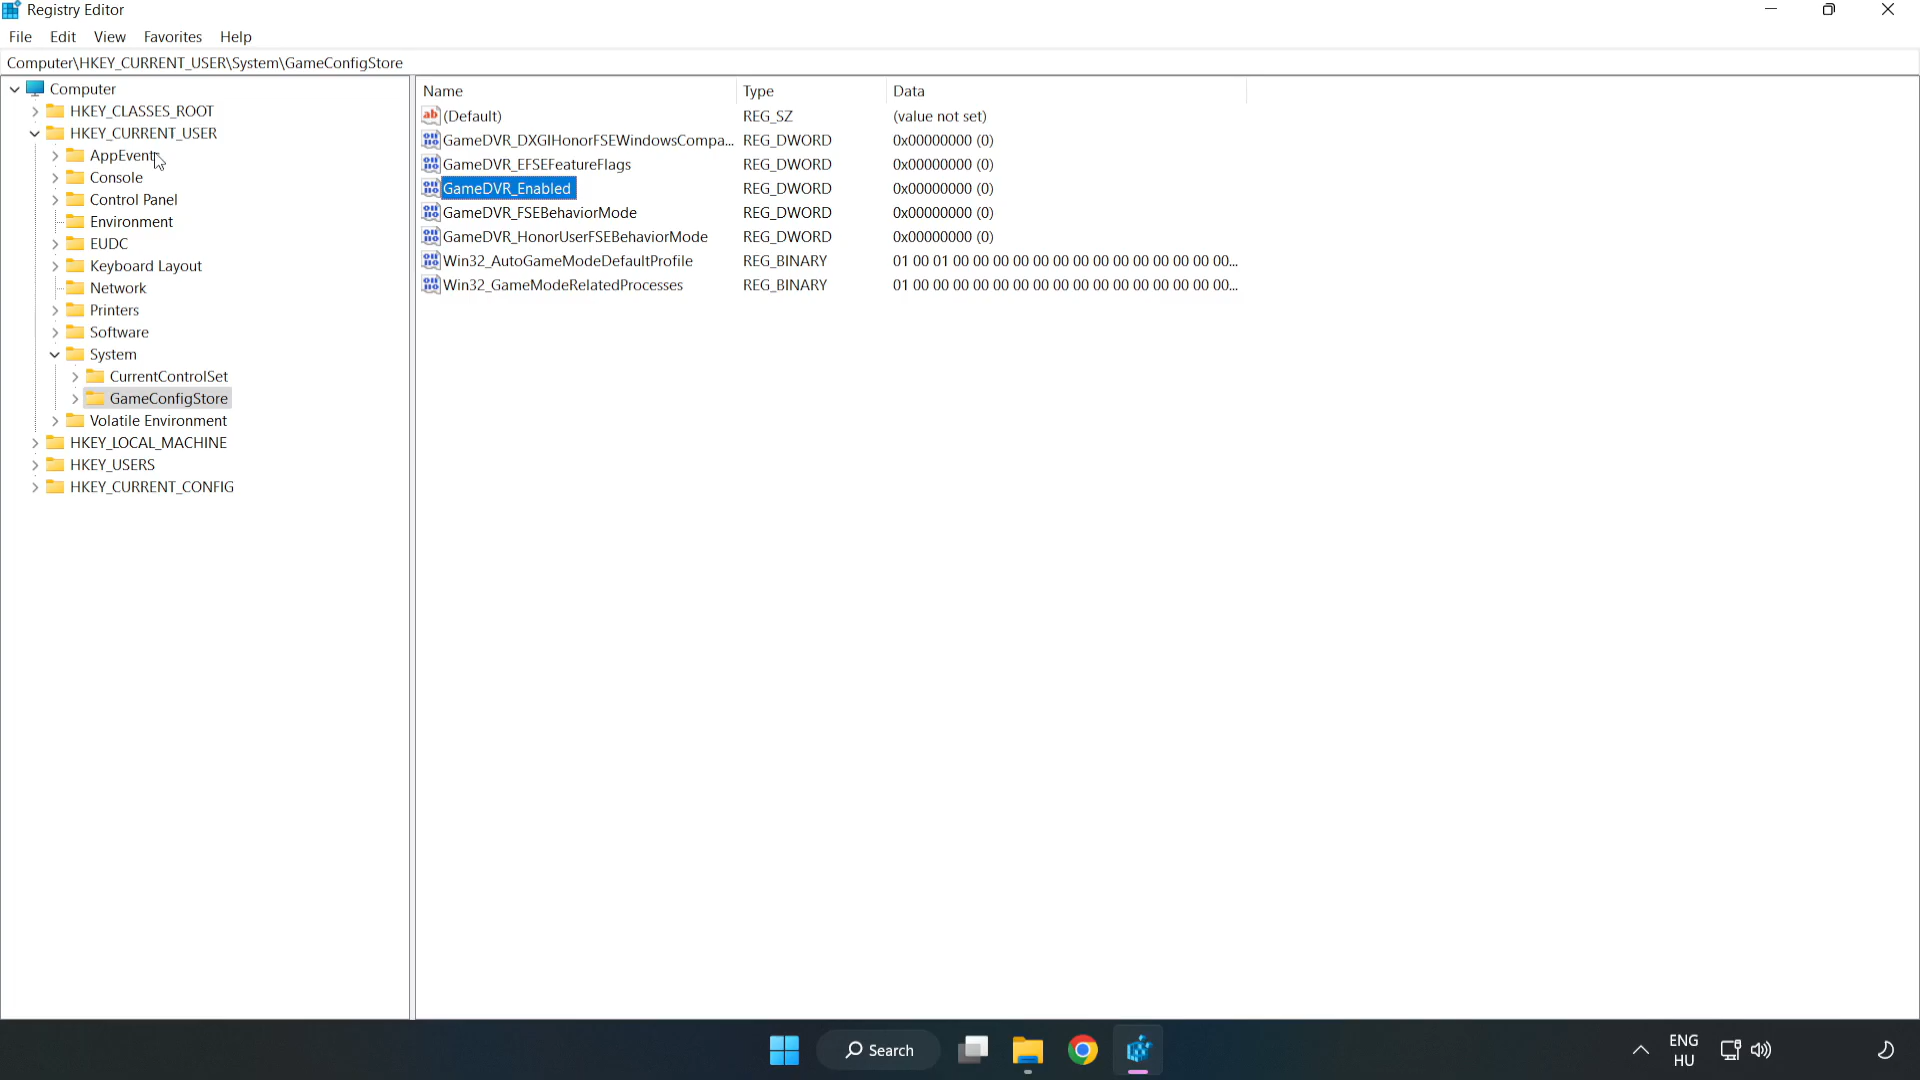 Registry Editor
File Edit View Favorites Help
Computer\HKEY_CURRENT_USER\System\GameConfigStore
Computer
HKEY_CLASSES_ROOT
HKEY_CURRENT_USER
AppEvents
Console
Control Panel
Environment
EUDC
Keyboard Layout
Network
Printers
Software
System
CurrentControlSet
GameConfigStore
Volatile Environment
HKEY_LOCAL_MACHINE
HKEY_USERS
HKEY_CURRENT_CONFIG
Name Type Data
(Default) REG_SZ (value not set)
GameDVR_DXGIHonorFSEWindowsCompa... REG_DWORD 0x00000000 (0)
GameDVR_EFSEFeatureFlags REG_DWORD 0x00000000 (0)
GameDVR_Enabled REG_DWORD 0x00000000 (0)
GameDVR_FSEBehaviorMode REG_DWORD 0x00000000 (0)
GameDVR_HonorUserFSEBehaviorMode REG_DWORD 0x00000000 (0)
Win32_AutoGameModeDefaultProfile REG_BINARY 01 00 01 00 00 00 00 00 00 00 00 00 00 00 00 00 00...
Win32_GameModeRelatedProcesses REG_BINARY 01 00 00 00 00 00 00 00 00 00 00 00 00 00 00 00 00...
Search
ENG
HU